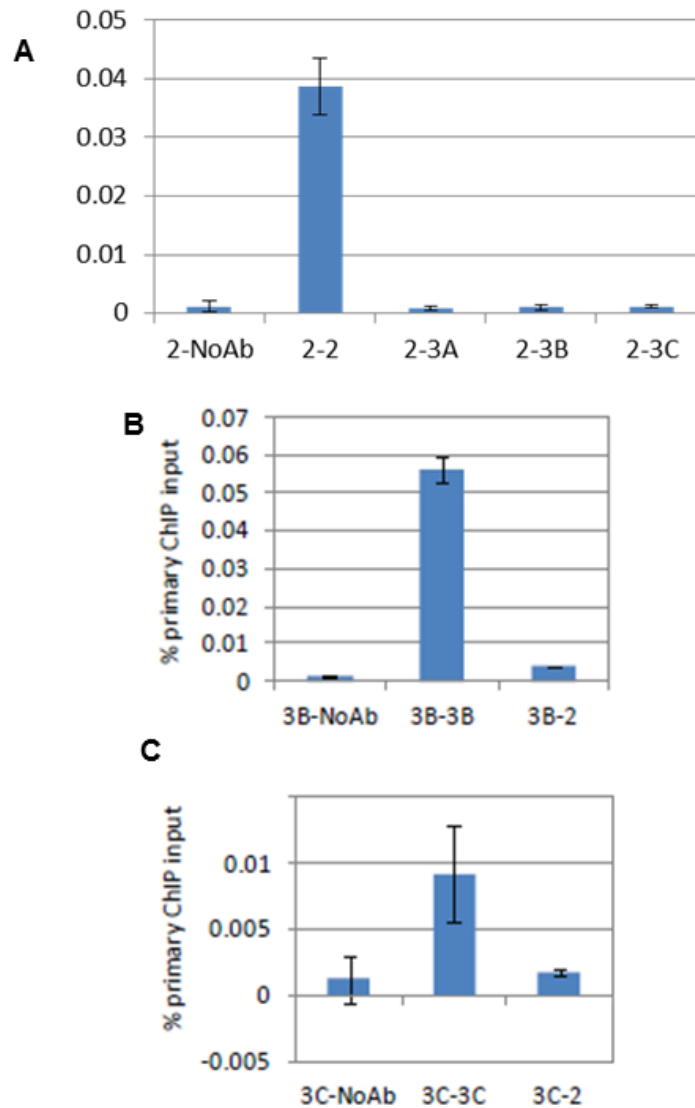 A
0.05
0.04
0.03
0.02
0.01
0
2-NoAb 2-2 2-3A 2-3B 2-3C
B
% primary ChIP input
0.07
0.06
0.05
0.04
0.03
0.02
0.01
0
3B-NoAb 3B-3B 3B-2
C
% primary ChIP input
0.01
0.005
0
-0.005
3C-NoAb 3C-3C 3C-2